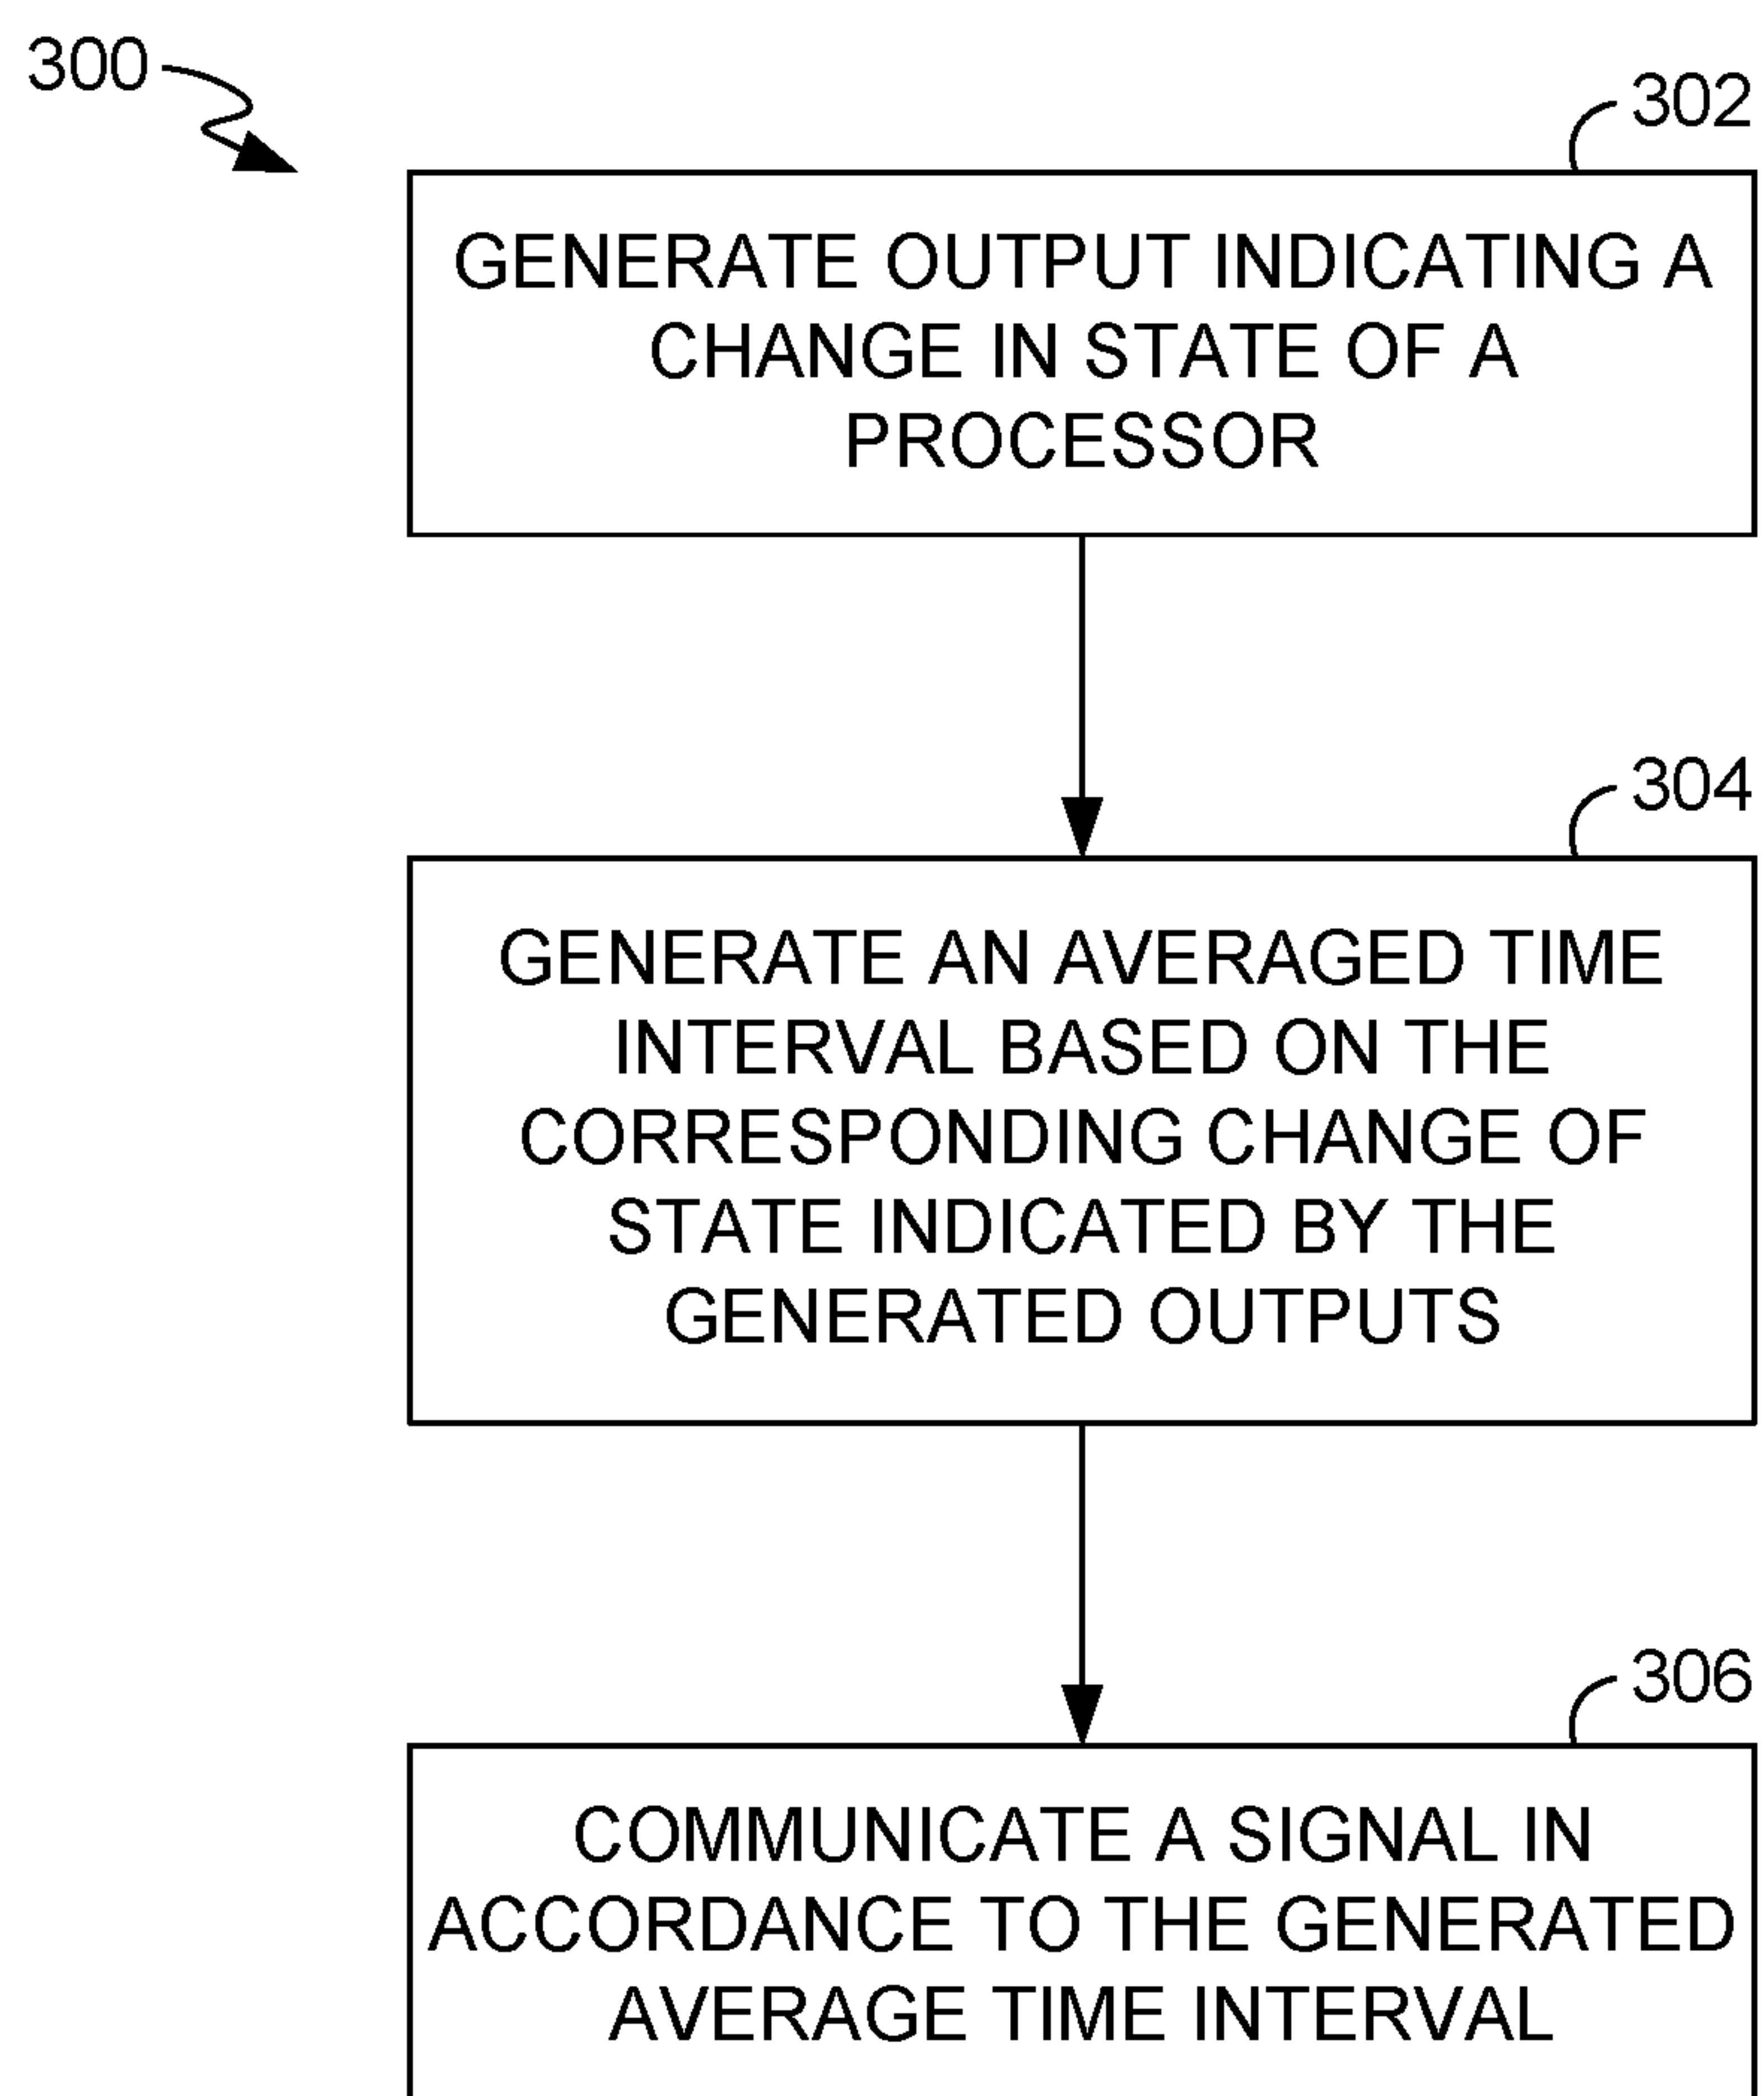 300
302
GENERATE OUTPUT INDICATING A
CHANGE IN STATE OF A
PROCESSOR
304
GENERATE AN AVERAGED TIME
INTERVAL BASED ON THE
CORRESPONDING CHANGE OF
STATE INDICATED BY THE
GENERATED OUTPUTS
306
COMMUNICATE A SIGNAL IN
ACCORDANCE TO THE GENERATED
AVERAGE TIME INTERVAL